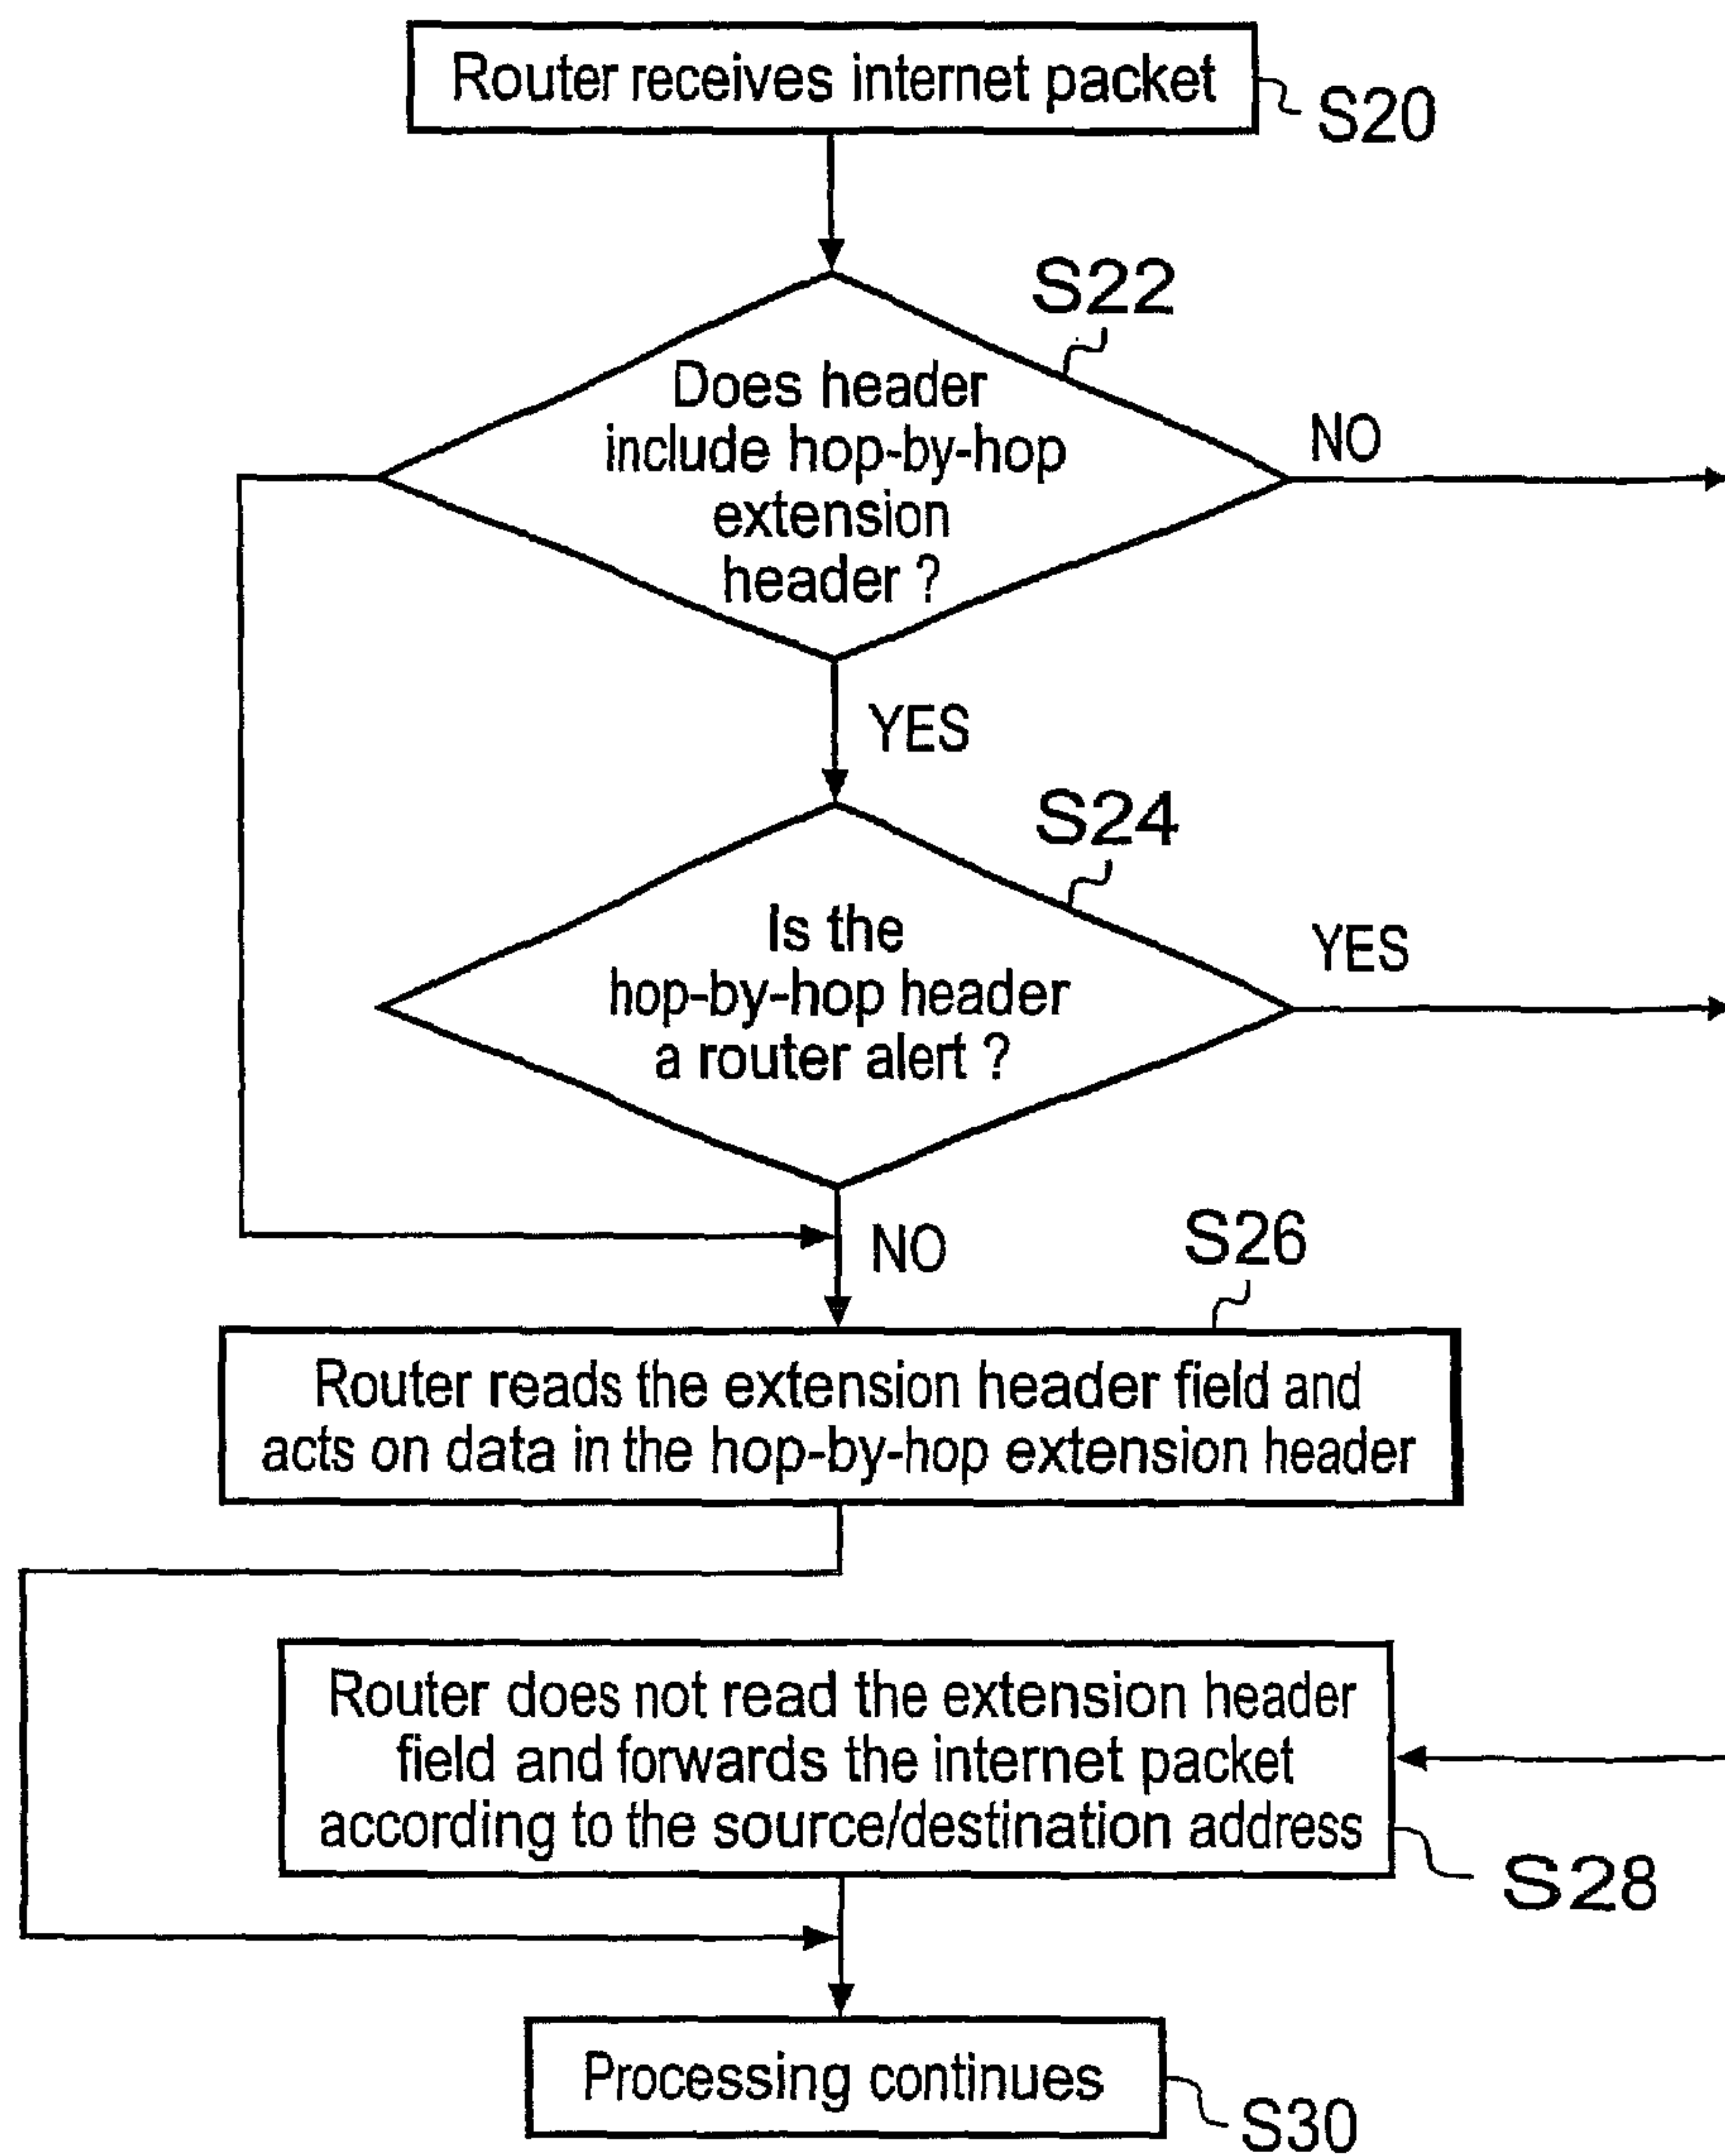 Router receives internet packet
S20
S22
Does header
include hop-by-hop
extension
header ?
NO
YES
S24
Is the
hop-by-hop header
a router alert ?
YES
NO
S26
Router reads the extension header field and
acts on data in the hop-by-hop extension header
Router does not read the extension header
field and forwards the internet packet
according to the source/destination address
S28
Processing continues
S30